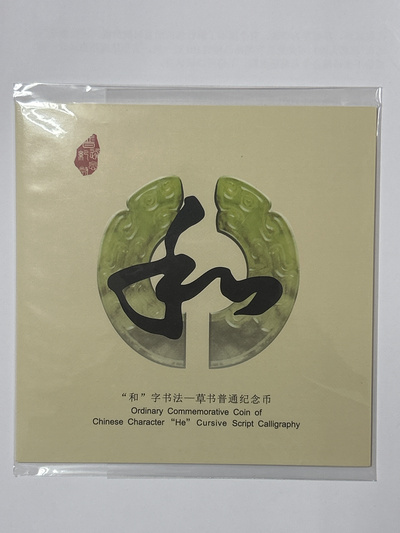 和
“和”字书法—草书普通纪念币
Ordinary Commemorative Coin of
Chinese Character “He” Cursive Script Calligraphy